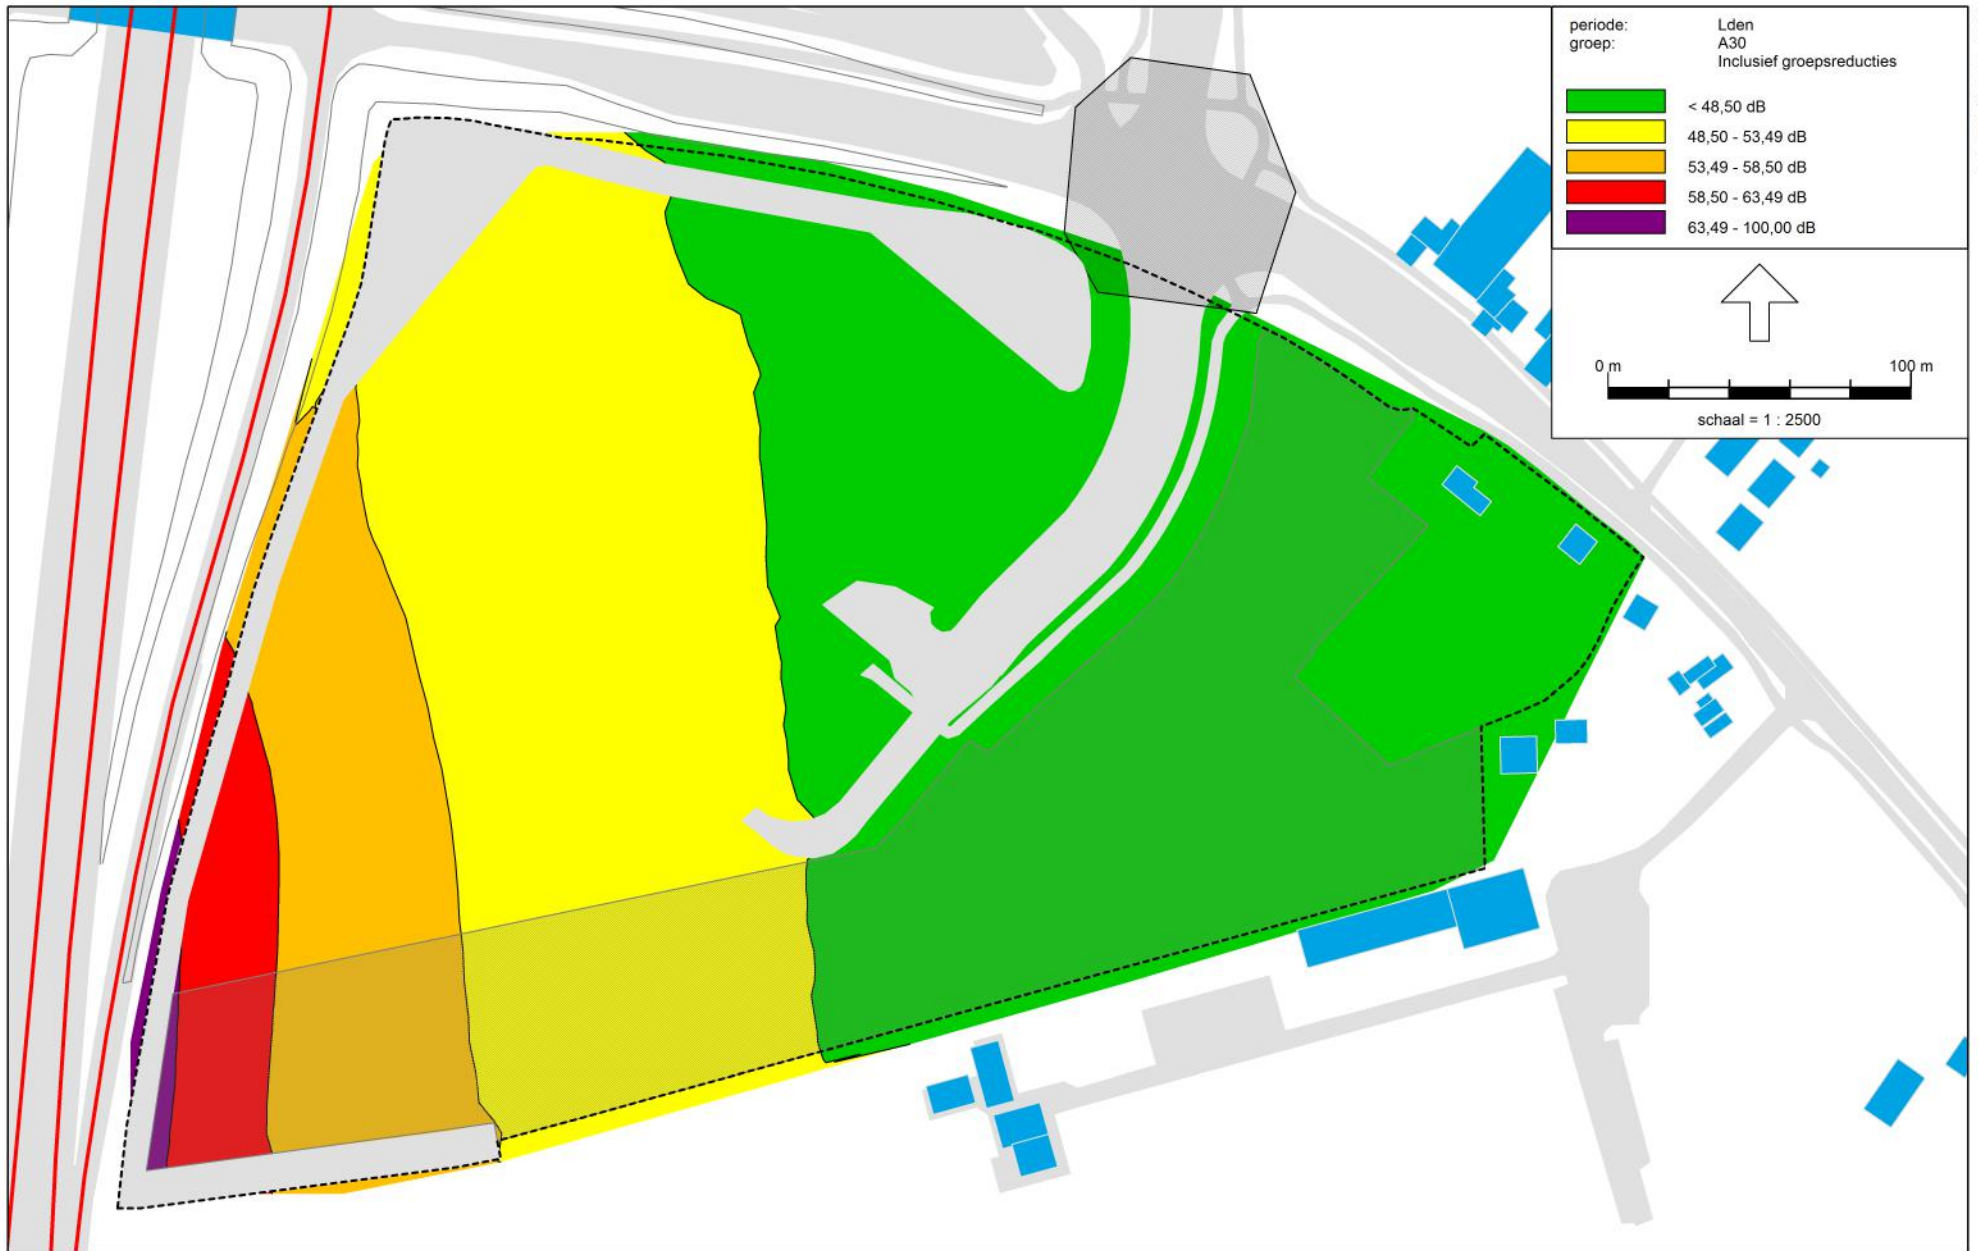 periode: Lden
groep: A30
Inclusief groepsreducties
< 48,50 dB
48,50 - 53,49 dB
53,49 - 58,50 dB
58,50 - 63,49 dB
63,49 - 100,00 dB
0 m 100 m
schaal = 1 : 2500